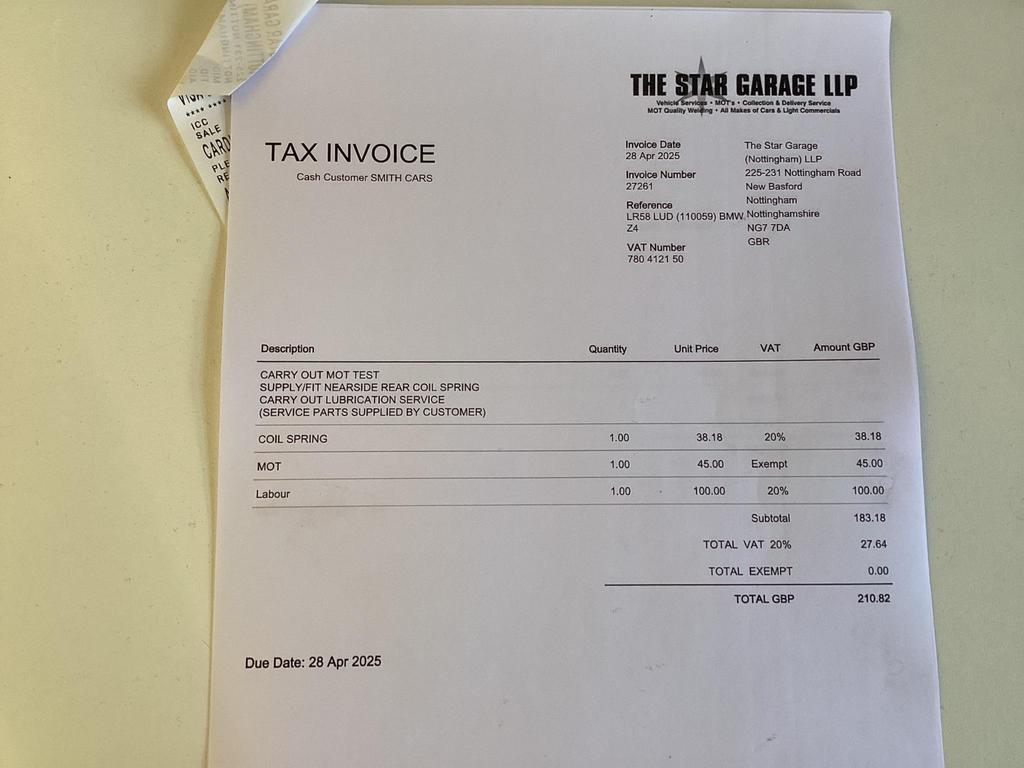 VISA
**** ****
ICC
SALE
CARD
PLE
RE
THE STAR GARAGE LLP
Vehicle Services • MOT's • Collection & Delivery Service
MOT Quality Welding • All Makes of Cars & Light Commercials
TAX INVOICE
Cash Customer SMITH CARS
Invoice Date
28 Apr 2025
Invoice Number
27261
Reference
LR58 LUD (110059) BMW
Z4
VAT Number
780 4121 50
The Star Garage
(Nottingham) LLP
225-231 Nottingham Road
New Basford
Nottingham
Nottinghamshire
NG7 7DA
GBR
Description Quantity Unit Price VAT Amount GBP
CARRY OUT MOT TEST
SUPPLY/FIT NEARSIDE REAR COIL SPRING
CARRY OUT LUBRICATION SERVICE
(SERVICE PARTS SUPPLIED BY CUSTOMER)
COIL SPRING 1.00 38.18 20% 38.18
MOT 1.00 45.00 Exempt 45.00
Labour 1.00 100.00 20% 100.00
Subtotal 183.18
TOTAL VAT 20% 27.64
TOTAL EXEMPT 0.00
TOTAL GBP 210.82
Due Date: 28 Apr 2025